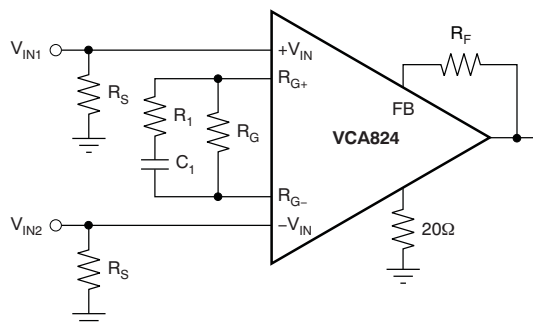 V_IN1
+V_IN
R_F
R_S
R_G+
R_1
R_G
FB
VCA824
C_1
R_G−
V_IN2
−V_IN
20Ω
R_S